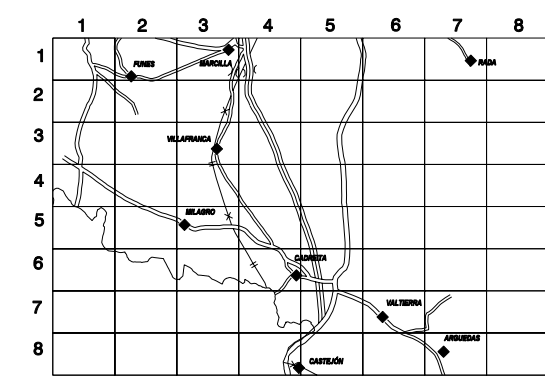 1 2 3 4 5 6 7 8
1
FUNES MARCILLA RADA
2
3
VILLAFRANCA
4
5
MILAGRO
6
CADREITA
7
VALTIERRA
ARGUEDAS
8
CASTEJÓN